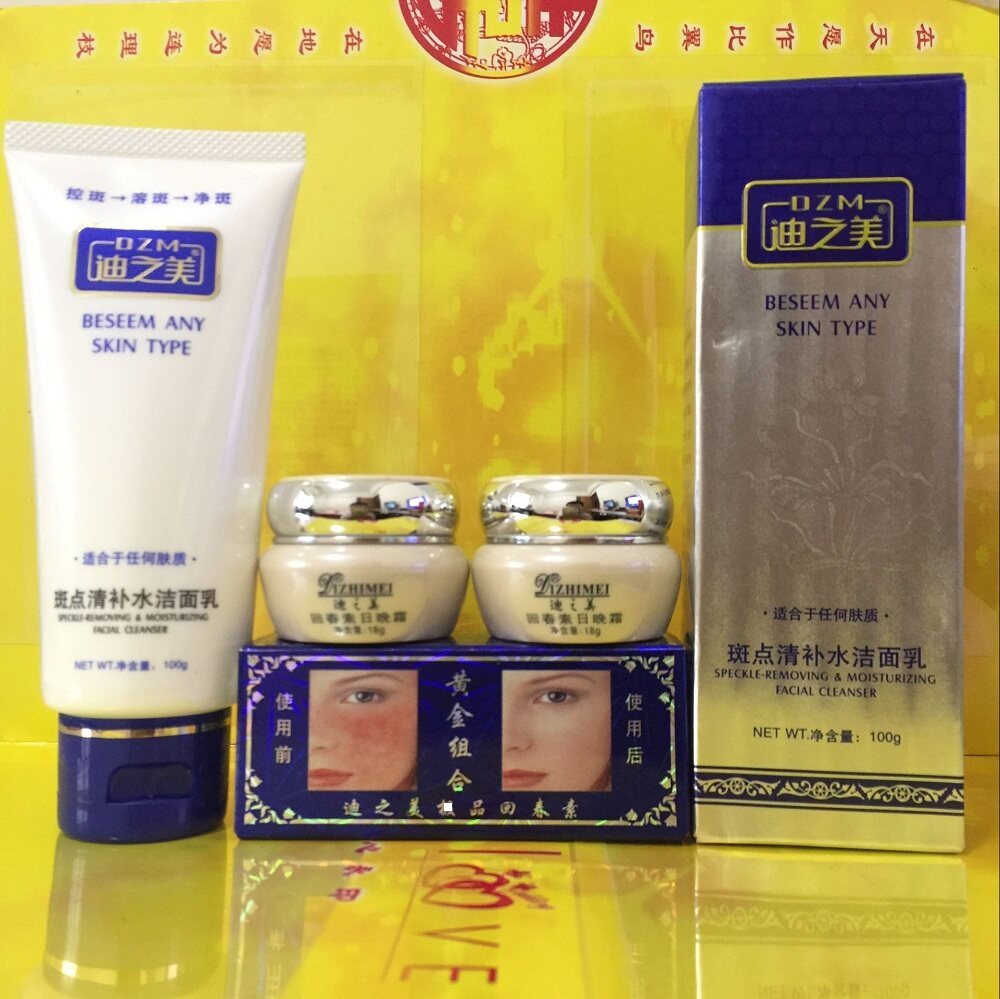 在地愿为连理枝
在天愿作比翼鸟
控斑→溶斑→净斑
DZM
迪之美®
BESEEM ANY
SKIN TYPE
·适合于任何肤质·
斑点清补水洁面乳
SPECKLE-REMOVING & MOISTURIZING
FACIAL CLEANSER
NET WT.净含量：100g
DIZHIMEI
迪之美
回春素日晚霜
净含量:18g
DIZHIMEI
迪之美
回春素日晚霜
净含量:18g
使用前
黄金组合
使用后
迪之美 品回春素
DZM
迪之美®
BESEEM ANY
SKIN TYPE
·适合于任何肤质·
斑点清补水洁面乳
SPECKLE-REMOVING & MOISTURIZING
FACIAL CLEANSER
NET WT.净含量：100g
LOVE